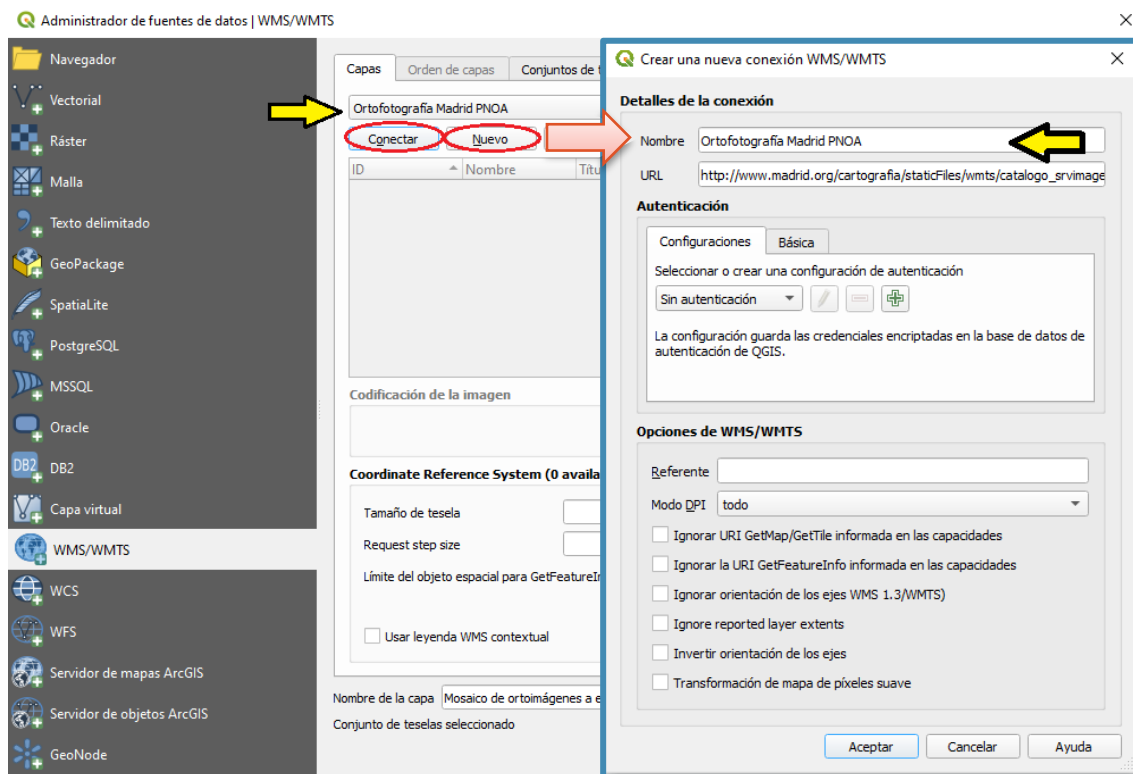 Administrador de fuentes de datos | WMS/WMTS
Navegador
Vectorial
Ráster
Malla
Texto delimitado
GeoPackage
SpatiaLite
PostgreSQL
MSSQL
Oracle
DB2
DB2
Capa virtual
WMS/WMTS
WCS
WFS
Servidor de mapas ArcGIS
Servidor de objetos ArcGIS
GeoNode
Capas
Orden de capas
Conjuntos de
Ortofotografía Madrid PNOA
Conectar
Nuevo
ID
Nombre
Títu
Codificación de la imagen
Coordinate Reference System (0 availa
Tamaño de tesela
Request step size
Límite del objeto espacial para GetFeatureIn
Usar leyenda WMS contextual
Nombre de la capa
Mosaico de ortoimágenes a e
Conjunto de teselas seleccionado
Crear una nueva conexión WMS/WMTS
Detalles de la conexión
Nombre
Ortofotografía Madrid PNOA
URL
http://www.madrid.org/cartografia/staticFiles/wmts/catalogo_srvimage
Autenticación
Configuraciones
Básica
Seleccionar o crear una configuración de autenticación
Sin autenticación
La configuración guarda las credenciales encriptadas en la base de datos de
autenticación de QGIS.
Opciones de WMS/WMTS
Referente
Modo DPI
todo
Ignorar URI GetMap/GetTile informada en las capacidades
Ignorar la URI GetFeatureInfo informada en las capacidades
Ignorar orientación de los ejes WMS 1.3/WMTS)
Ignore reported layer extents
Invertir orientación de los ejes
Transformación de mapa de píxeles suave
Aceptar
Cancelar
Ayuda